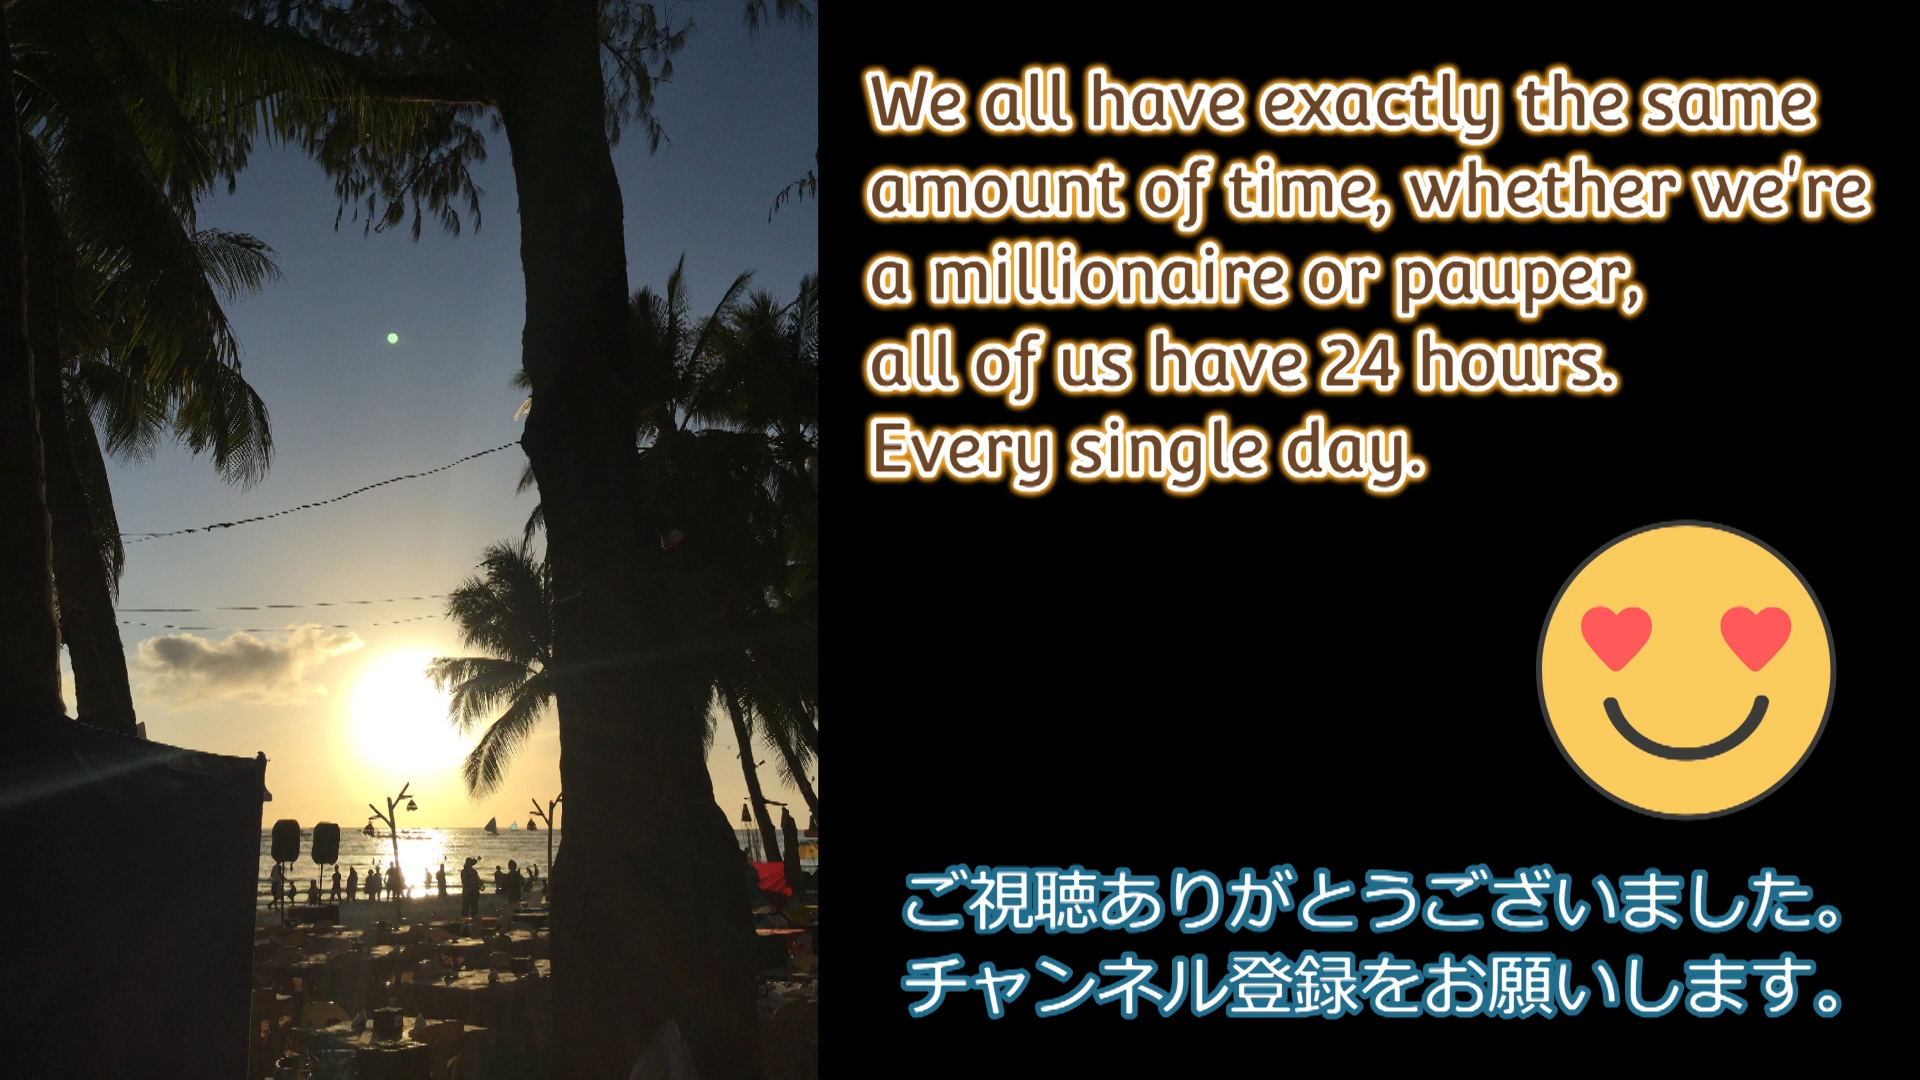 We all have exactly the same
amount of time, whether we're
a millionaire or pauper,
all of us have 24 hours.
Every single day.
ご視聴ありがとうございました。
チャンネル登録をお願いします。